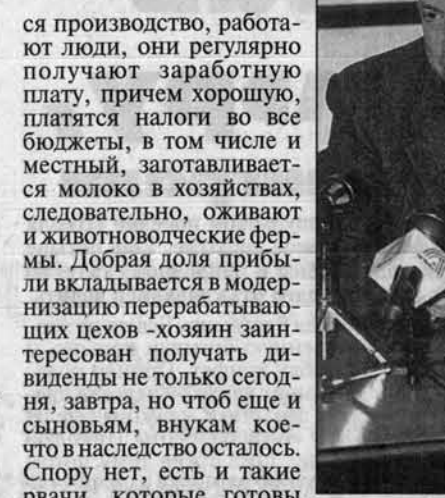 ся производство, работа-
ют люди, они регулярно
получают заработную
плату, причем хорошую,
платятся налоги во все
бюджеты, в том числе и
местный, заготавливает-
ся молоко в хозяйствах,
следовательно, оживают
и животноводческие фер-
мы. Добрая доля прибы-
ли вкладывается в модер-
низацию перерабатываю-
щих цехов -хозяин заин-
тересован получать ди-
виденды не только сегод-
ня, завтра, но чтоб еще и
сыновьям, внукам кое-
что в наследство осталось.
Спору нет, есть и такие
рвачи, которые готовы